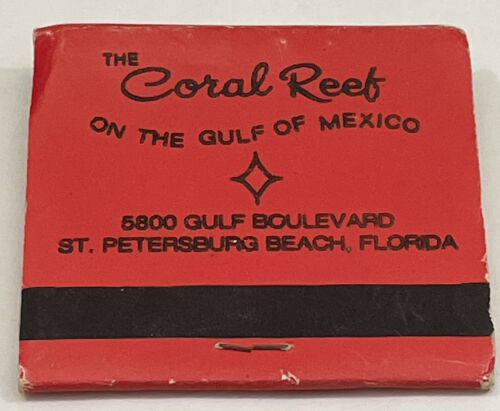 THE
Coral Reef
ON THE GULF OF MEXICO
5800 GULF BOULEVARD
ST. PETERSBURG BEACH, FLORIDA